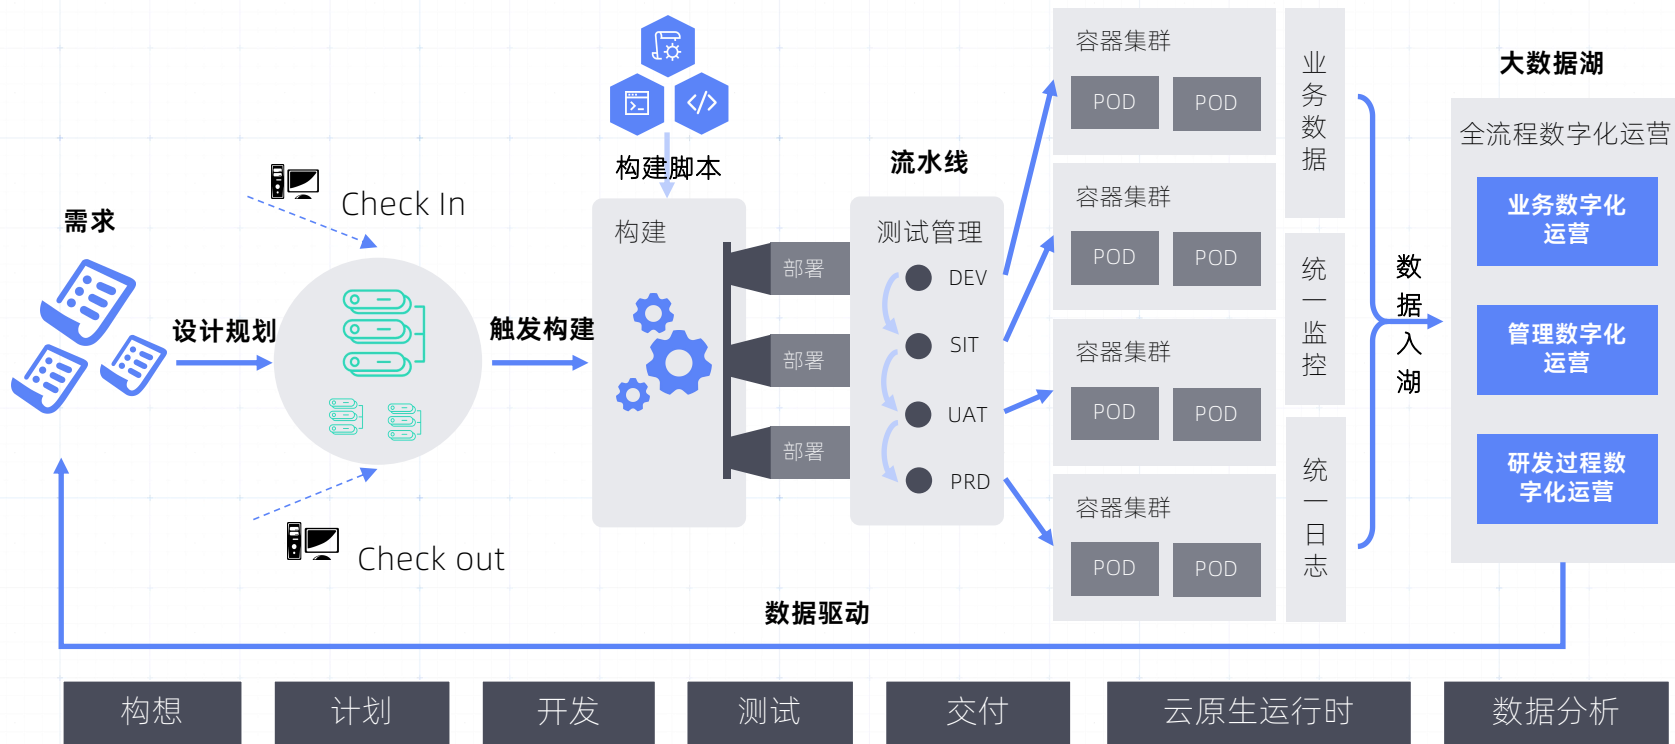 需求
设计规划
Check In
Check out
触发构建
构建脚本
构建
部署
部署
部署
流水线
测试管理
DEV
SIT
UAT
PRD
容器集群
POD
POD
容器集群
POD
POD
容器集群
POD
POD
容器集群
POD
POD
业务数据
统一监控
统一日志
数据入湖
大数据湖
全流程数字化运营
业务数字化
运营
管理数字化
运营
研发过程数
字化运营
数据驱动
构想
计划
开发
测试
交付
云原生运行时
数据分析